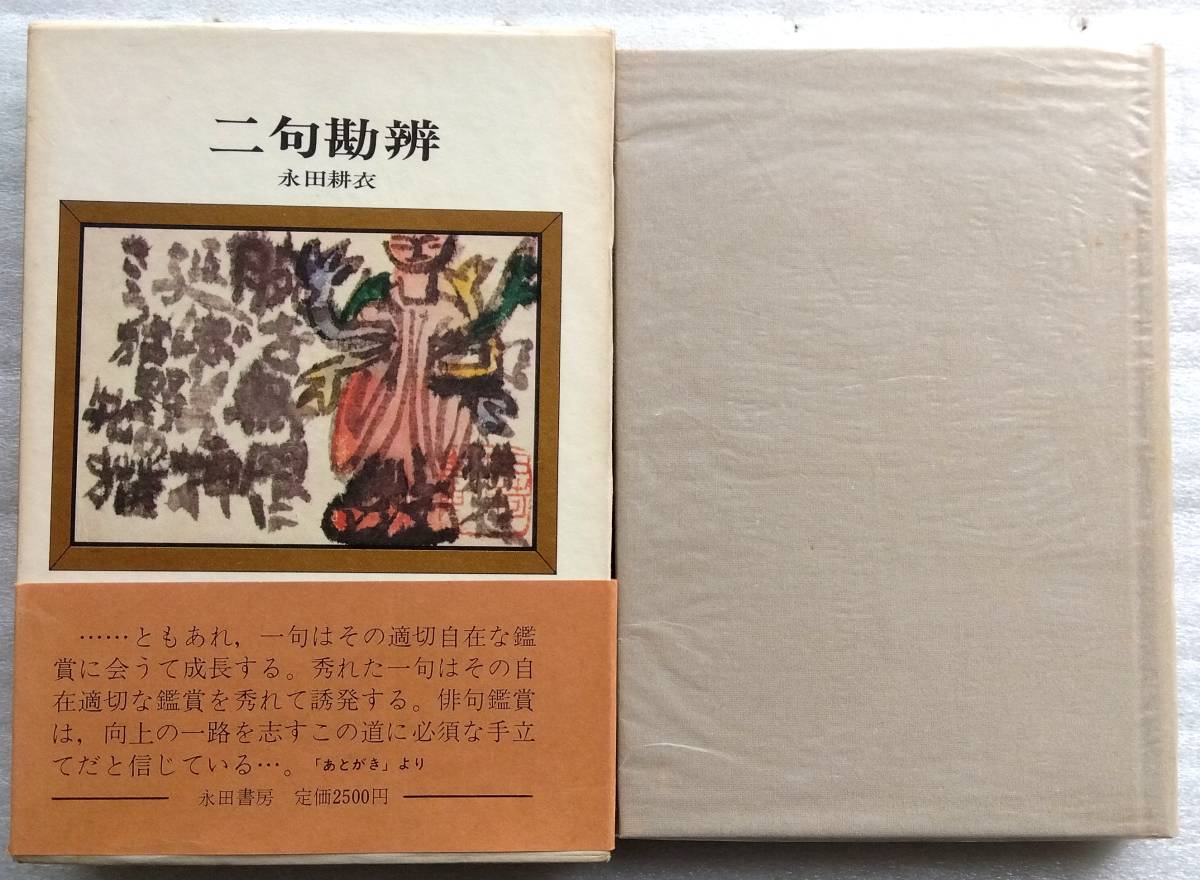 二句勘辨
永田耕衣
……ともあれ，一句はその適切自在な鑑
賞に会うて成長する。秀れた一句はその自
在適切な鑑賞を秀れて誘発する。俳句鑑賞
は，向上の一路を志すこの道に必須な手立
てだと信じている…。「あとがき」より
永田書房　定価2500円